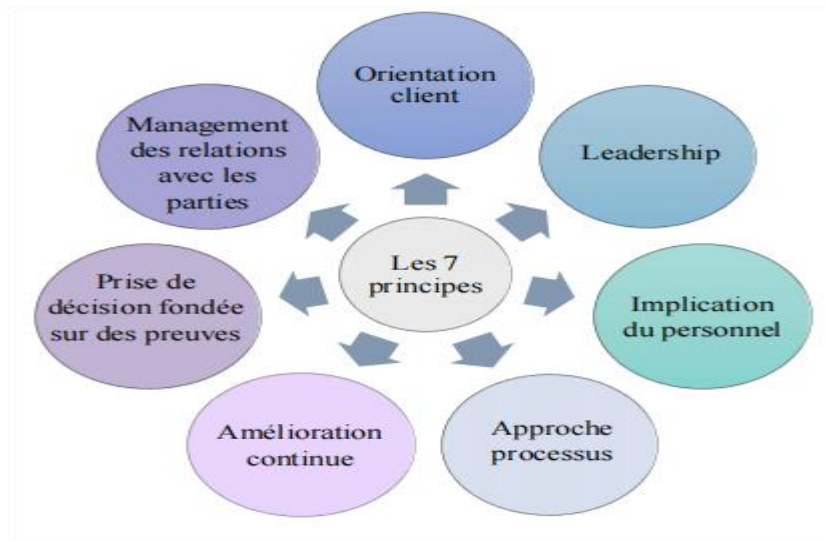 Orientation
client
Leadership
Implication
du personnel
Approche
processus
Amélioration
continue
Prise de
décision fondée
sur des preuves
Management
des relations
avec les
parties
Les 7
principes